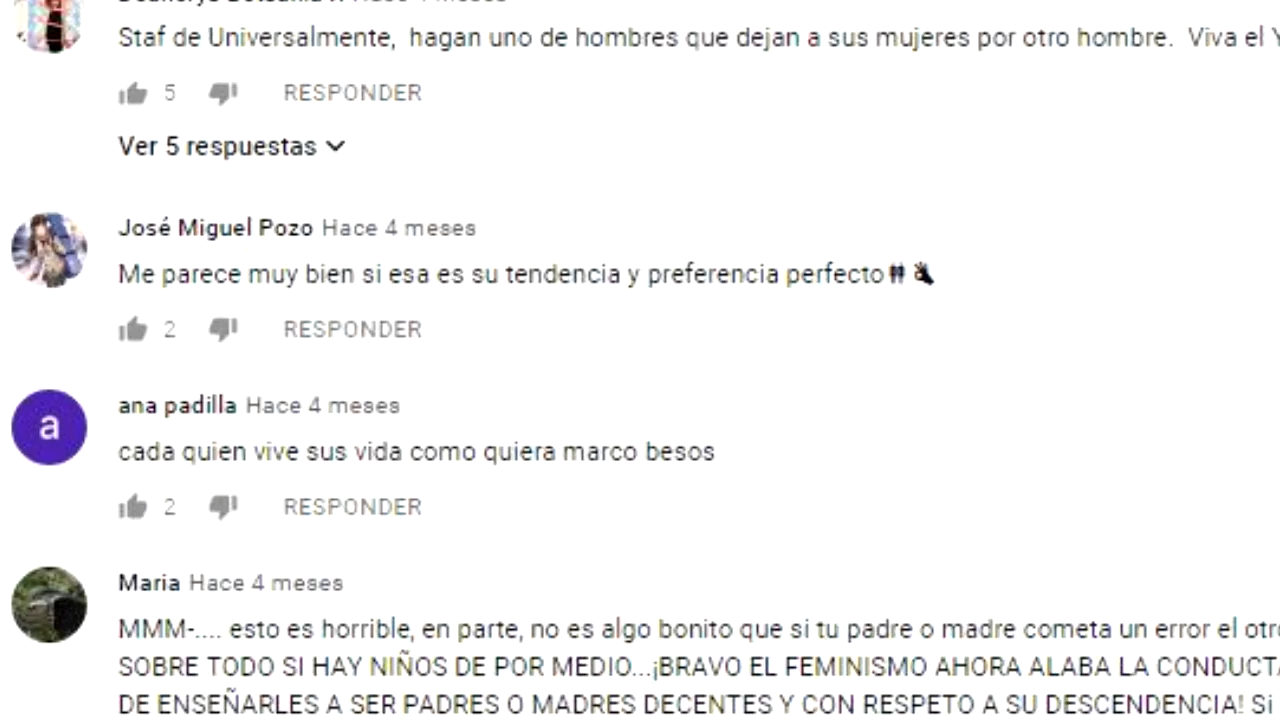 Hace 4 meses
Staf de Universalmente, hagan uno de hombres que dejan a sus mujeres por otro hombre. Viva el
5 RESPONDER
Ver 5 respuestas
José Miguel Pozo Hace 4 meses
Me parece muy bien si esa es su tendencia y preferencia perfecto
2 RESPONDER
a
ana padilla Hace 4 meses
cada quien vive sus vida como quiera marco besos
2 RESPONDER
Maria Hace 4 meses
MMM-.... esto es horrible, en parte, no es algo bonito que si tu padre o madre cometa un error el
SOBRE TODO SI HAY NIÑOS DE POR MEDIO...¡BRAVO EL FEMINISMO AHORA ALABA LA CONDUCTA
DE ENSEÑARLES A SER PADRES O MADRES DECENTES Y CON RESPETO A SU DESCENDENCIA! Si